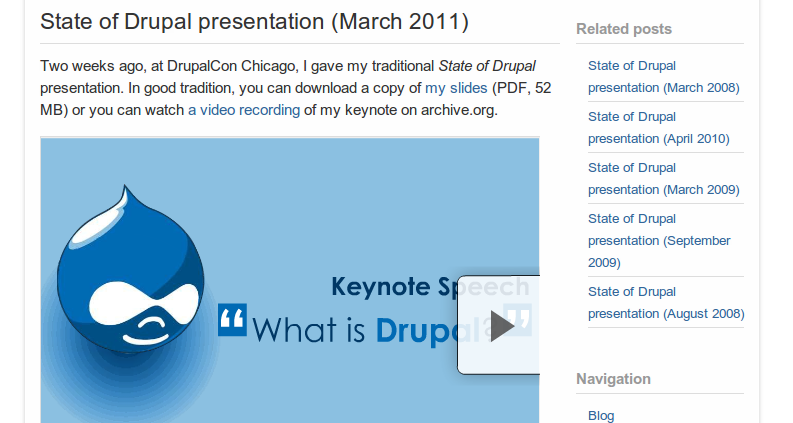 State of Drupal presentation (March 2011)
Two weeks ago, at DrupalCon Chicago, I gave my traditional State of Drupal
presentation. In good tradition, you can download a copy of my slides (PDF, 52
MB) or you can watch a video recording of my keynote on archive.org.
Keynote Speech
“What is Drupal?”
Related posts
State of Drupal
presentation (March 2008)
State of Drupal
presentation (April 2010)
State of Drupal
presentation (March 2009)
State of Drupal
presentation (September
2009)
State of Drupal
presentation (August 2008)
Navigation
Blog